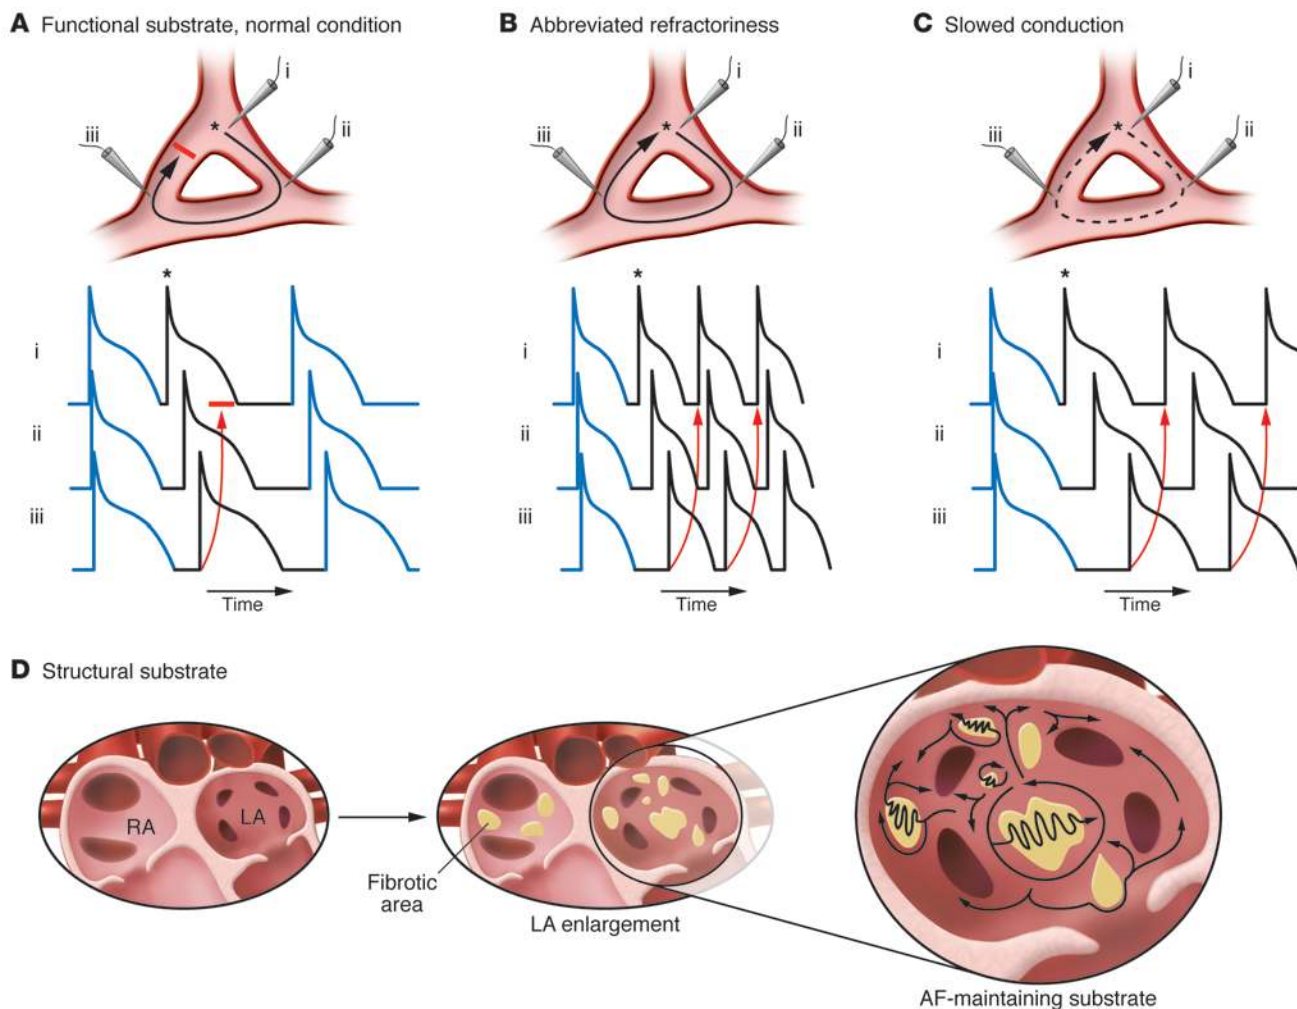 A Functional substrate, normal condition
B Abbreviated refractoriness
C Slowed conduction
i
ii
iii
*
i
ii
iii
*
i
ii
iii
*
*
i
ii
iii
Time
*
i
ii
iii
Time
*
i
ii
iii
Time
D Structural substrate
RA
LA
Fibrotic
area
LA enlargement
AF-maintaining substrate